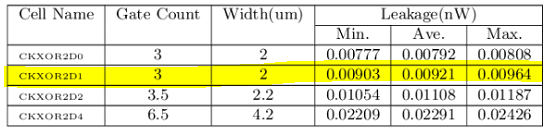 Cell Name Gate Count Width(um) Leakage(nW)
Min. Ave. Max.
CKXOR2D0 3 2 0.00777 0.00792 0.00808
CKXOR2D1 3 2 0.00903 0.00921 0.00964
CKXOR2D2 3.5 2.2 0.01054 0.01108 0.01187
CKXOR2D4 6.5 4.2 0.02209 0.02291 0.02426